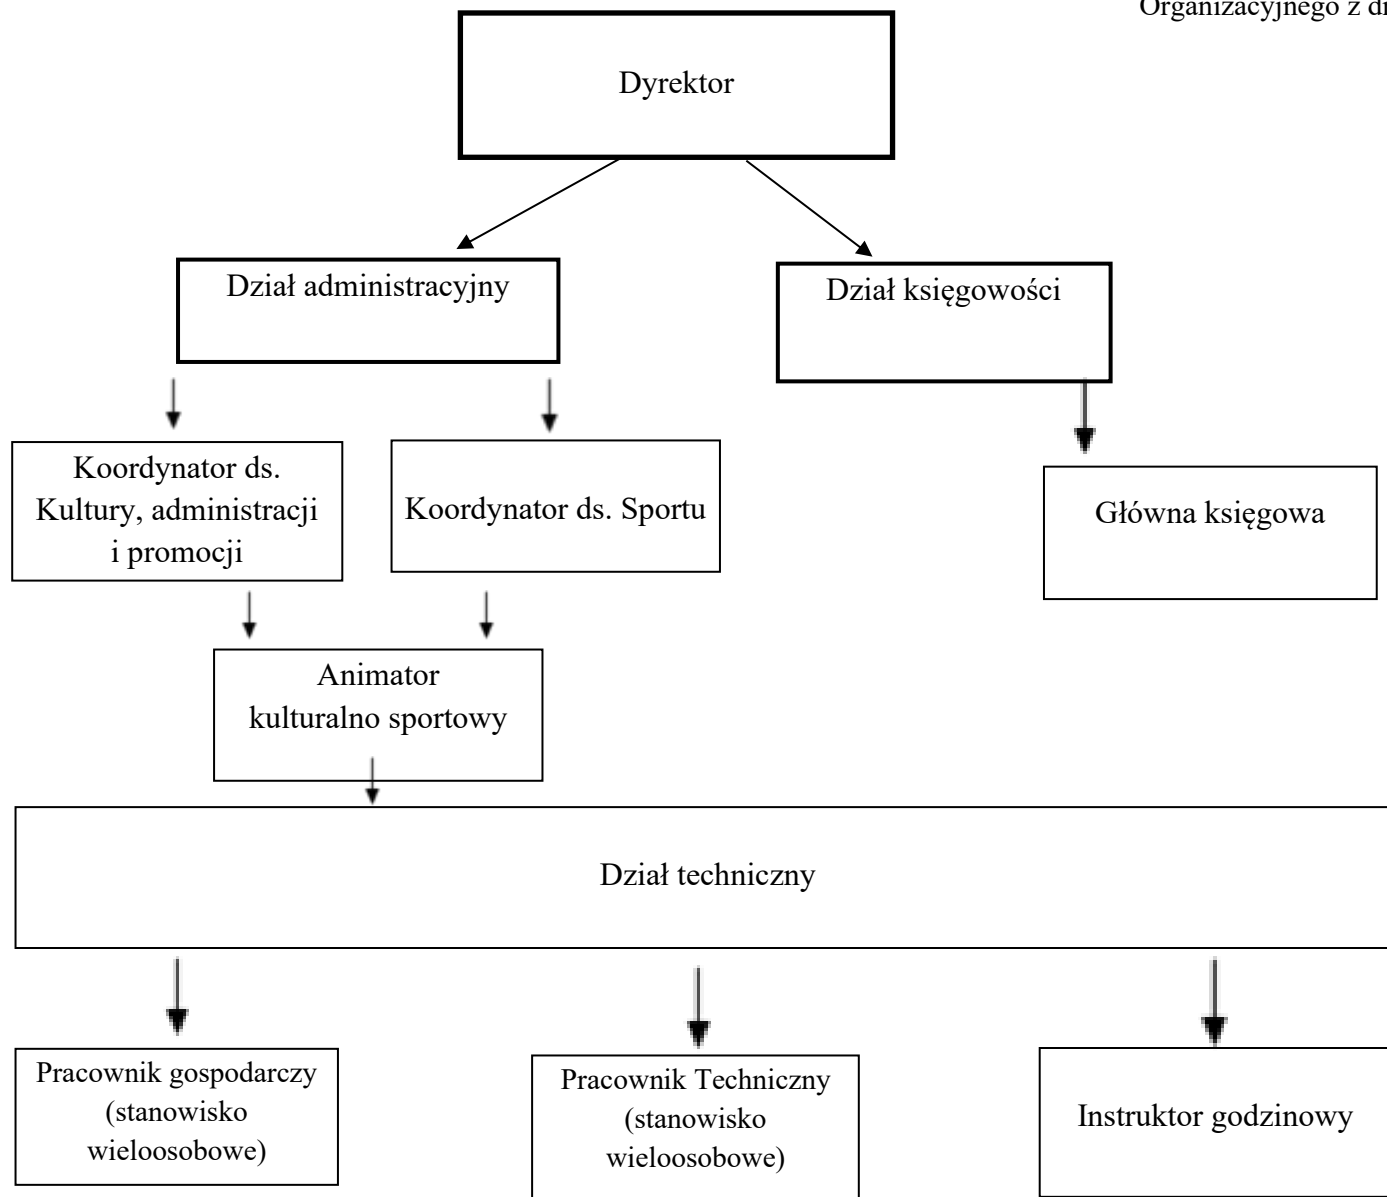 Organizacyjnego z
Dyrektor
Dział administracyjny
Dział księgowości
Koordynator ds.
Kultury, administracji
i promocji
Koordynator ds. Sportu
Główna księgowa
Animator
kulturalno sportowy
Dział techniczny
Pracownik gospodarczy
(stanowisko
wieloosobowe)
Pracownik Techniczny
(stanowisko
wieloosobowe)
Instruktor godzinowy